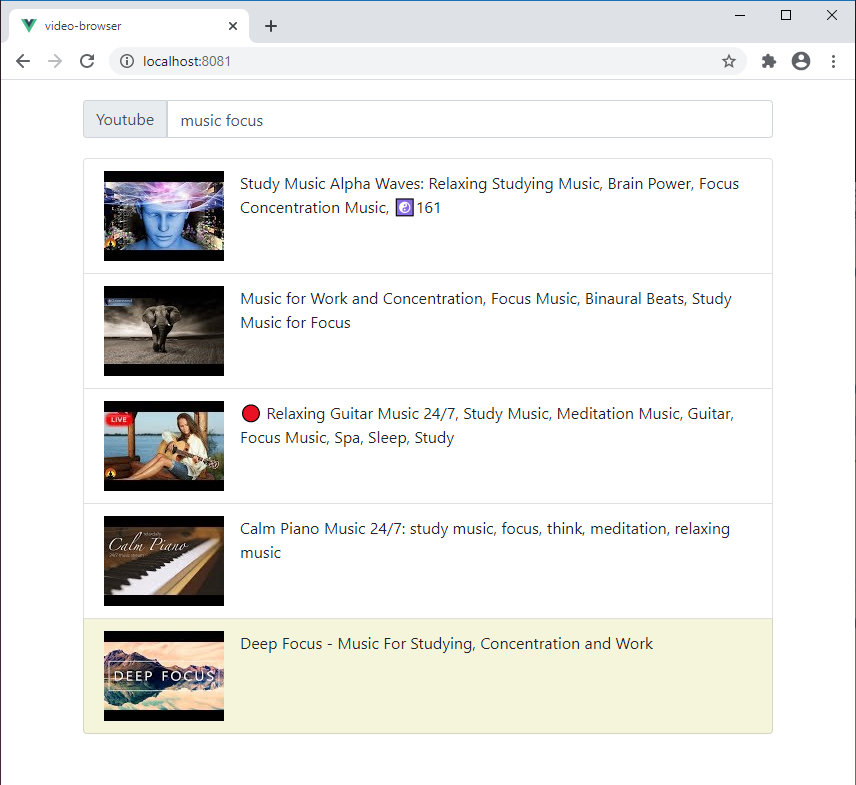 video-browser
localhost:8081
Youtube music focus
Study Music Alpha Waves: Relaxing Studying Music, Brain Power, Focus
Concentration Music, ☯161
Music for Work and Concentration, Focus Music, Binaural Beats, Study
Music for Focus
LIVE
🔴 Relaxing Guitar Music 24/7, Study Music, Meditation Music, Guitar,
Focus Music, Spa, Sleep, Study
Calm Piano
Calm Piano Music 24/7: study music, focus, think, meditation, relaxing
music
DEEP FOCUS
Deep Focus - Music For Studying, Concentration and Work